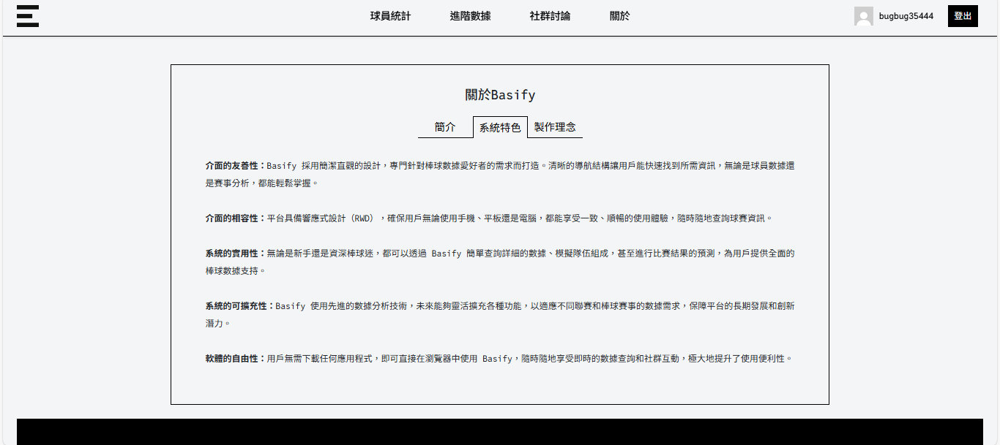 球員統計 進階數據 社群討論 關於 bugbug35444 登出
關於Basify
簡介 系統特色 製作理念
介面的友善性：Basify 採用簡潔直觀的設計，專門針對棒球數據愛好者的需求而打造。清晰的導航結構讓用戶能快速找到所需資訊，無論是球員數據還
是賽事分析，都能輕鬆掌握。
介面的相容性：平台具備響應式設計（RWD），確保用戶無論使用手機、平板還是電腦，都能享受一致、順暢的使用體驗，隨時隨地查詢球賽資訊。
系統的實用性：無論是新手還是資深棒球迷，都可以透過 Basify 簡單查詢詳細的數據、模擬隊伍組成，甚至進行比賽結果的預測，為用戶提供全面的
棒球數據支持。
系統的可擴充性：Basify 使用先進的數據分析技術，未來能夠靈活擴充各種功能，以適應不同聯賽和棒球賽事的數據需求，保障平台的長期發展和創新
潛力。
軟體的自由性：用戶無需下載任何應用程式，即可直接在瀏覽器中使用 Basify，隨時隨地享受即時的數據查詢和社群互動，極大地提升了使用便利性。